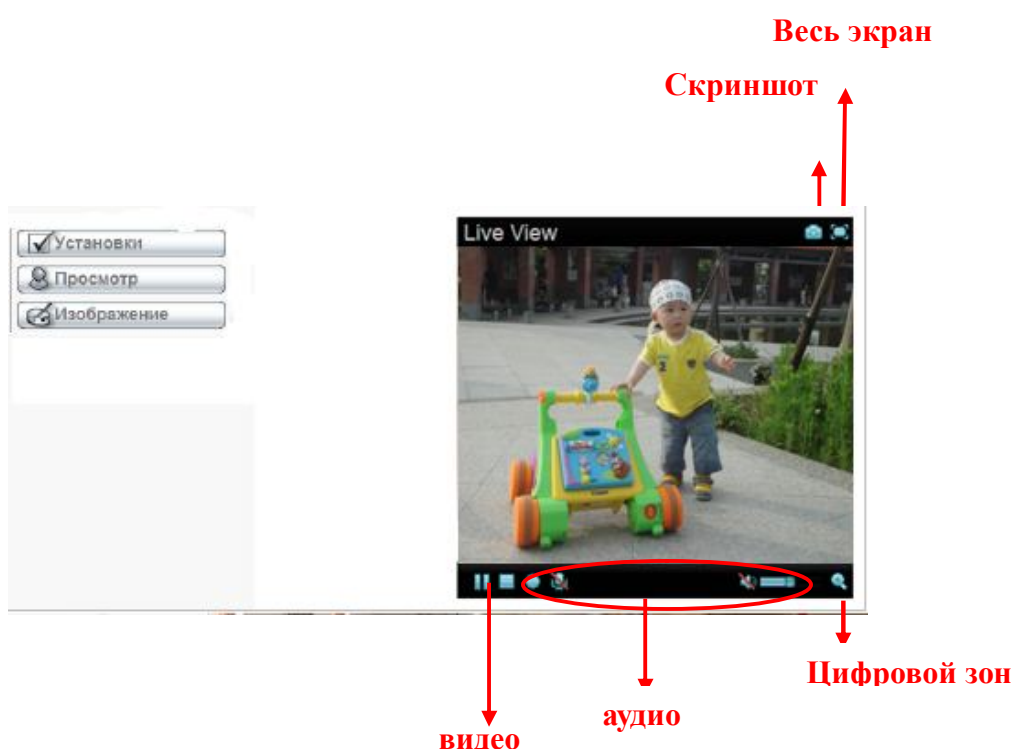 Весь экран
Скриншот
Live View
Установки
Просмотр
Изображение
Цифровой зон
аудио
видео